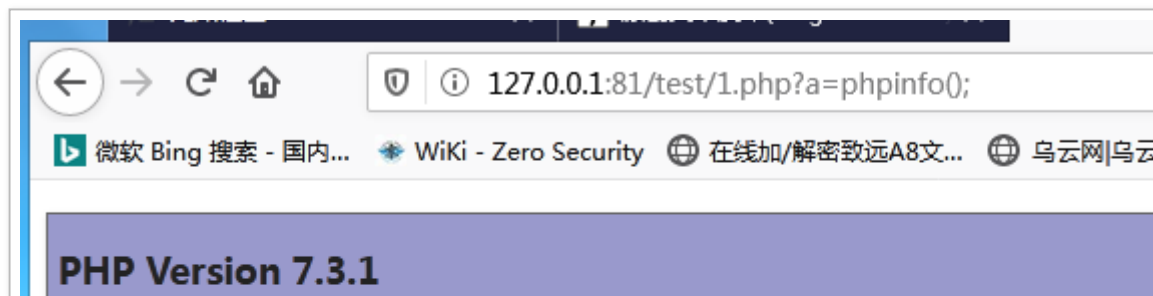 127.0.0.1:81/test/1.php?a=phpinfo();
微软 Bing 搜索 - 国内... WiKi - Zero Security 在线加/解密致远A8文... 乌云网|乌云
PHP Version 7.3.1